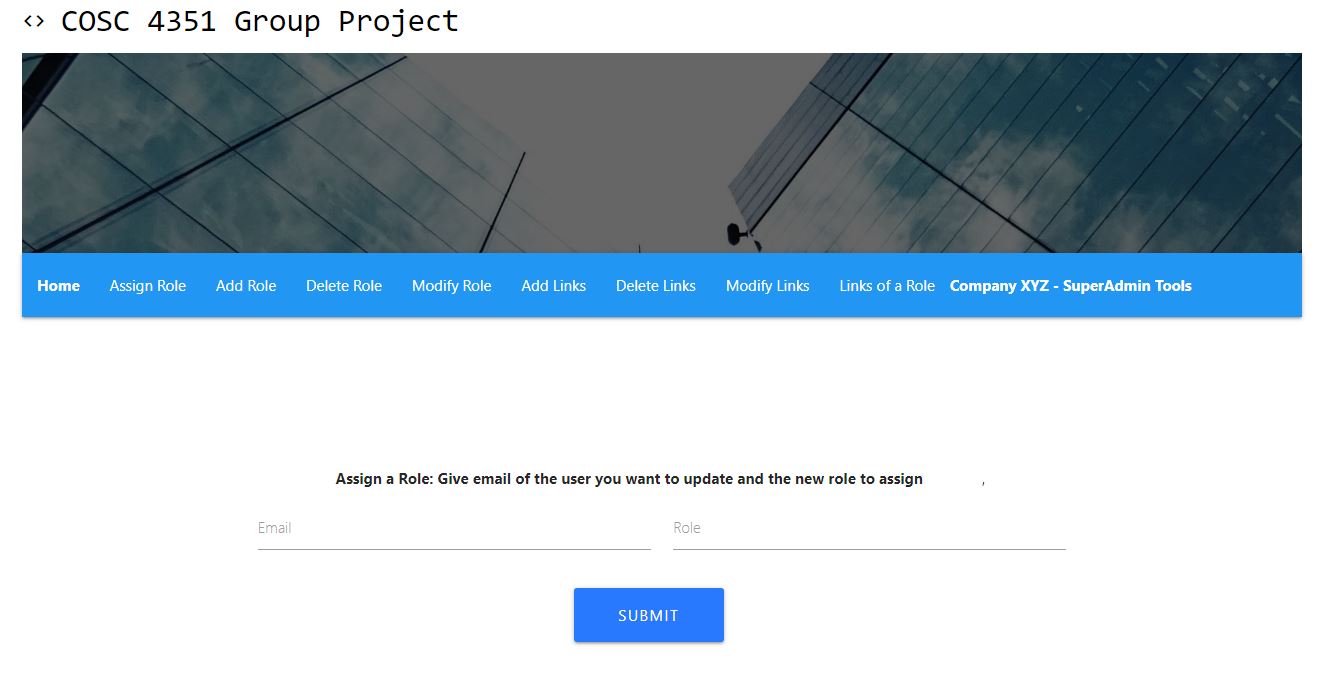 <> COSC 4351 Group Project
Home Assign Role Add Role Delete Role Modify Role Add Links Delete Links Modify Links Links of a Role Company XYZ - SuperAdmin Tools
Assign a Role: Give email of the user you want to update and the new role to assign ,
Email Role
SUBMIT